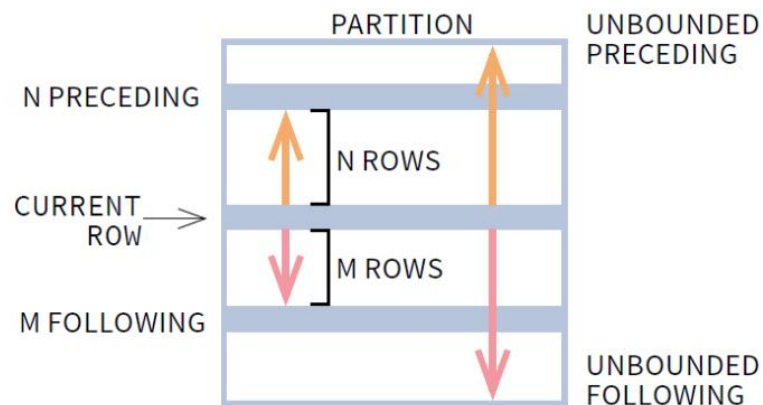 PARTITION
UNBOUNDED
PRECEDING
N PRECEDING
N ROWS
CURRENT
ROW
M ROWS
M FOLLOWING
UNBOUNDED
FOLLOWING